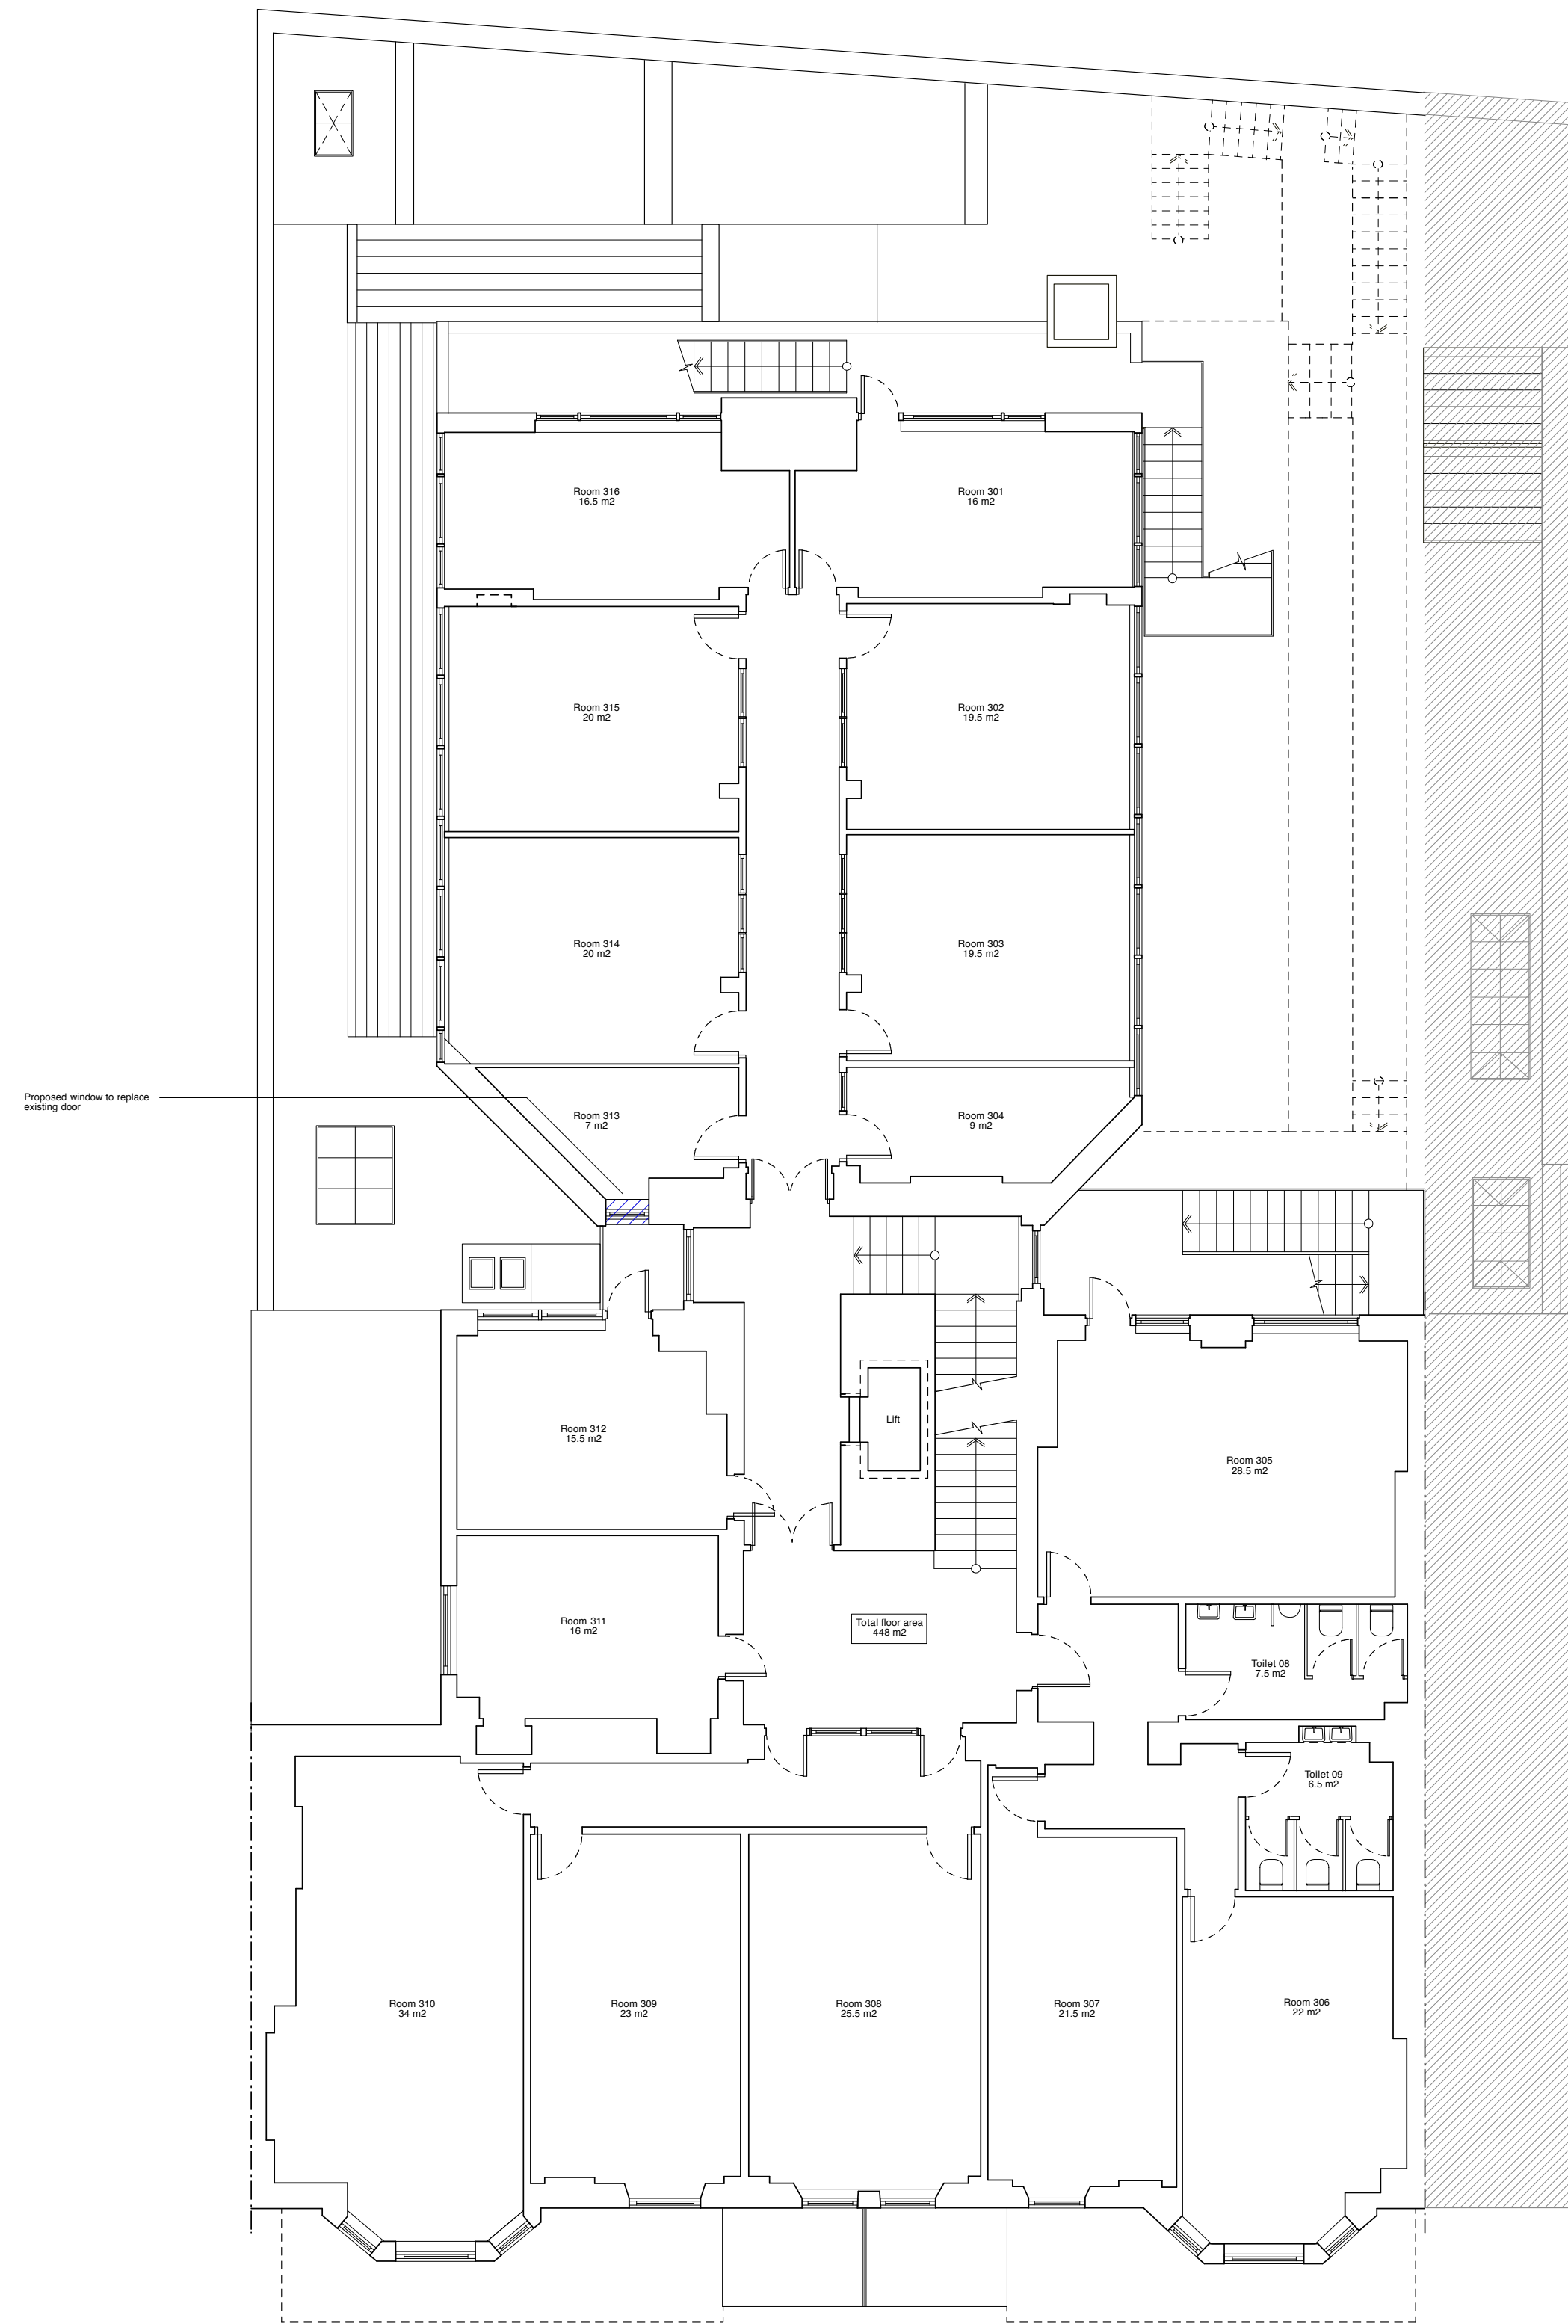 Room 316
16.5 m2
Room 301
16 m2
Room 315
20 m2
Room 302
19.5 m2
Room 314
20 m2
Room 303
19.5 m2
Proposed window to replace
existing door
Room 313
7 m2
Room 304
9 m2
Lift
Room 312
15.5 m2
Room 305
28.5 m2
Room 311
16 m2
Total floor area
448 m2
Toilet 08
7.5 m2
Toilet 09
6.5 m2
Room 310
34 m2
Room 309
23 m2
Room 308
25.5 m2
Room 307
21.5 m2
Room 306
22 m2